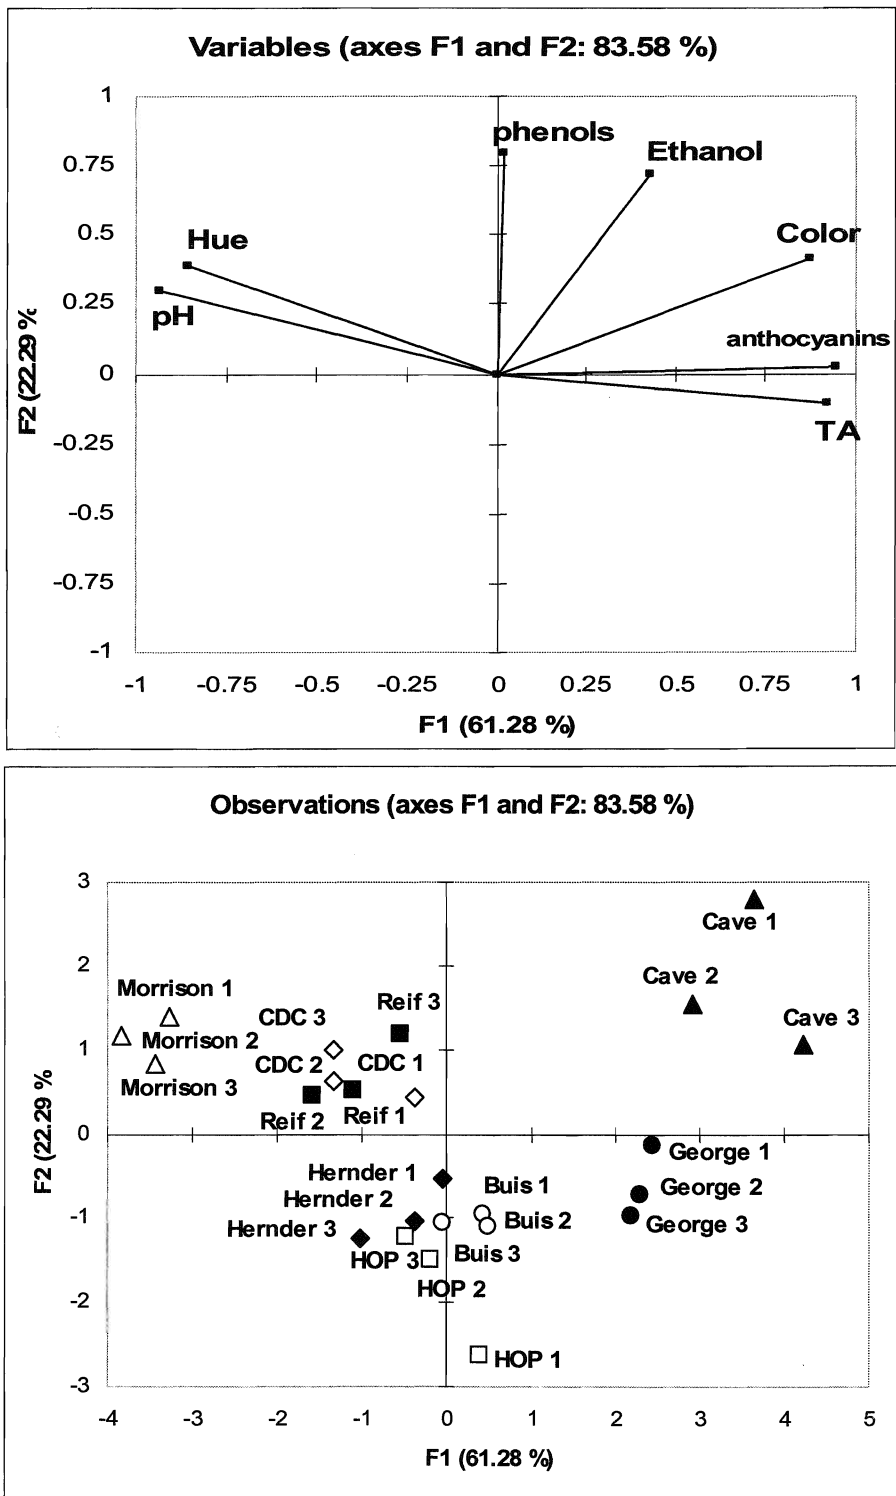 Variables (axes F1 and F2: 83.58 %)
1
phenols
Ethanol
0.75
0.5
Hue
Color
0.25
pH
anthocyanins
0
TA
-0.25
-0.5
-0.75
-1
F2 (22.29 %
-1 -0.75 -0.5 -0.25 0 0.25 0.5 0.75 1
F1 (61.28 %)
Observations (axes F1 and F2: 83.58 %)
3
Cave 1
2
Cave 2
Morrison 1
Reif 3
CDC 3
Cave 3
Morrison 2
1
CDC 2
CDC 1
Morrison 3
Reif 2
Reif 1
0
George 1
Hernder 1
Buis 1
George 2
Hernder 2
Buis 2
George 3
-1
Hernder 3
HOP 3
Buis 3
HOP 2
-2
HOP 1
-3
F2 (22.29 %
-4 -3 -2 -1 0 1 2 3 4 5
F1 (61.28 %)